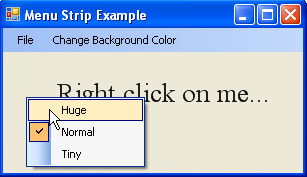 Menu Strip Example
File Change Background Color
Right click on me...
Huge
Normal
Tiny